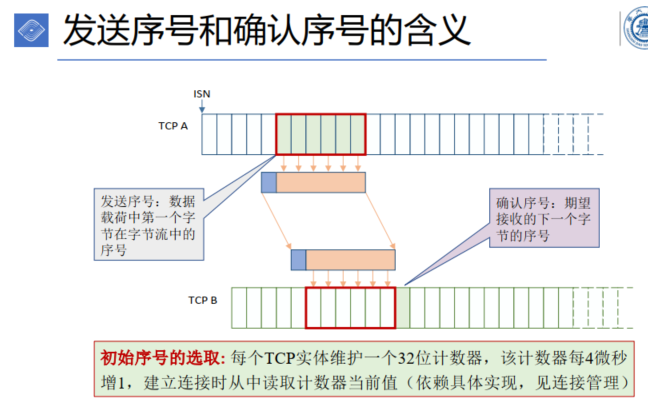 发送序号和确认序号的含义
ISN
TCP A
发送序号：数据
载荷中第一个字
节在字节流中的
序号
确认序号：期望
接收的下一个字
节的序号
TCP B
初始序号的选取: 每个TCP实体维护一个32位计数器，该计数器每4微秒
增1，建立连接时从中读取计数器当前值（依赖具体实现，见连接管理）